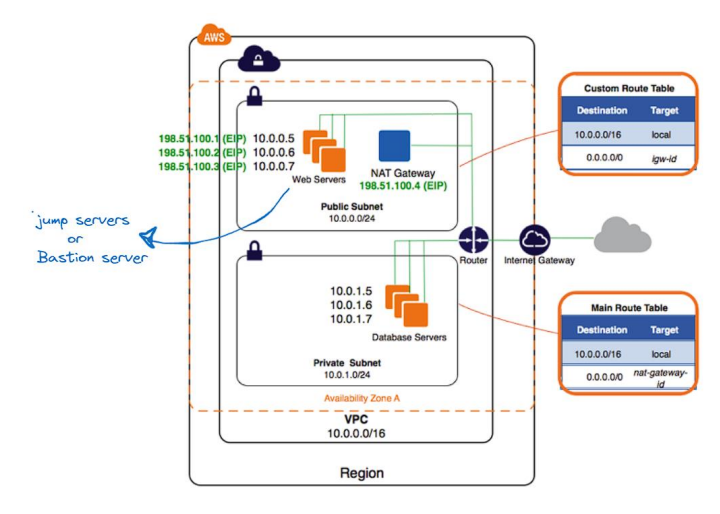 AWS
198.51.100.1 (EIP) 10.0.0.5
198.51.100.2 (EIP) 10.0.0.6
198.51.100.3 (EIP) 10.0.0.7
Web Servers
NAT Gateway
198.51.100.4 (EIP)
Public Subnet
10.0.0.0/24
jump servers
or
Bastion server
Router
Internet Gateway
10.0.1.5
10.0.1.6
10.0.1.7
Database Servers
Private Subnet
10.0.1.0/24
Availability Zone A
VPC
10.0.0.0/16
Region
Custom Route Table
Destination Target
10.0.0.0/16 local
0.0.0.0/0 igw-id
Main Route Table
Destination Target
10.0.0.0/16 local
0.0.0.0/0 nat-gateway-
id